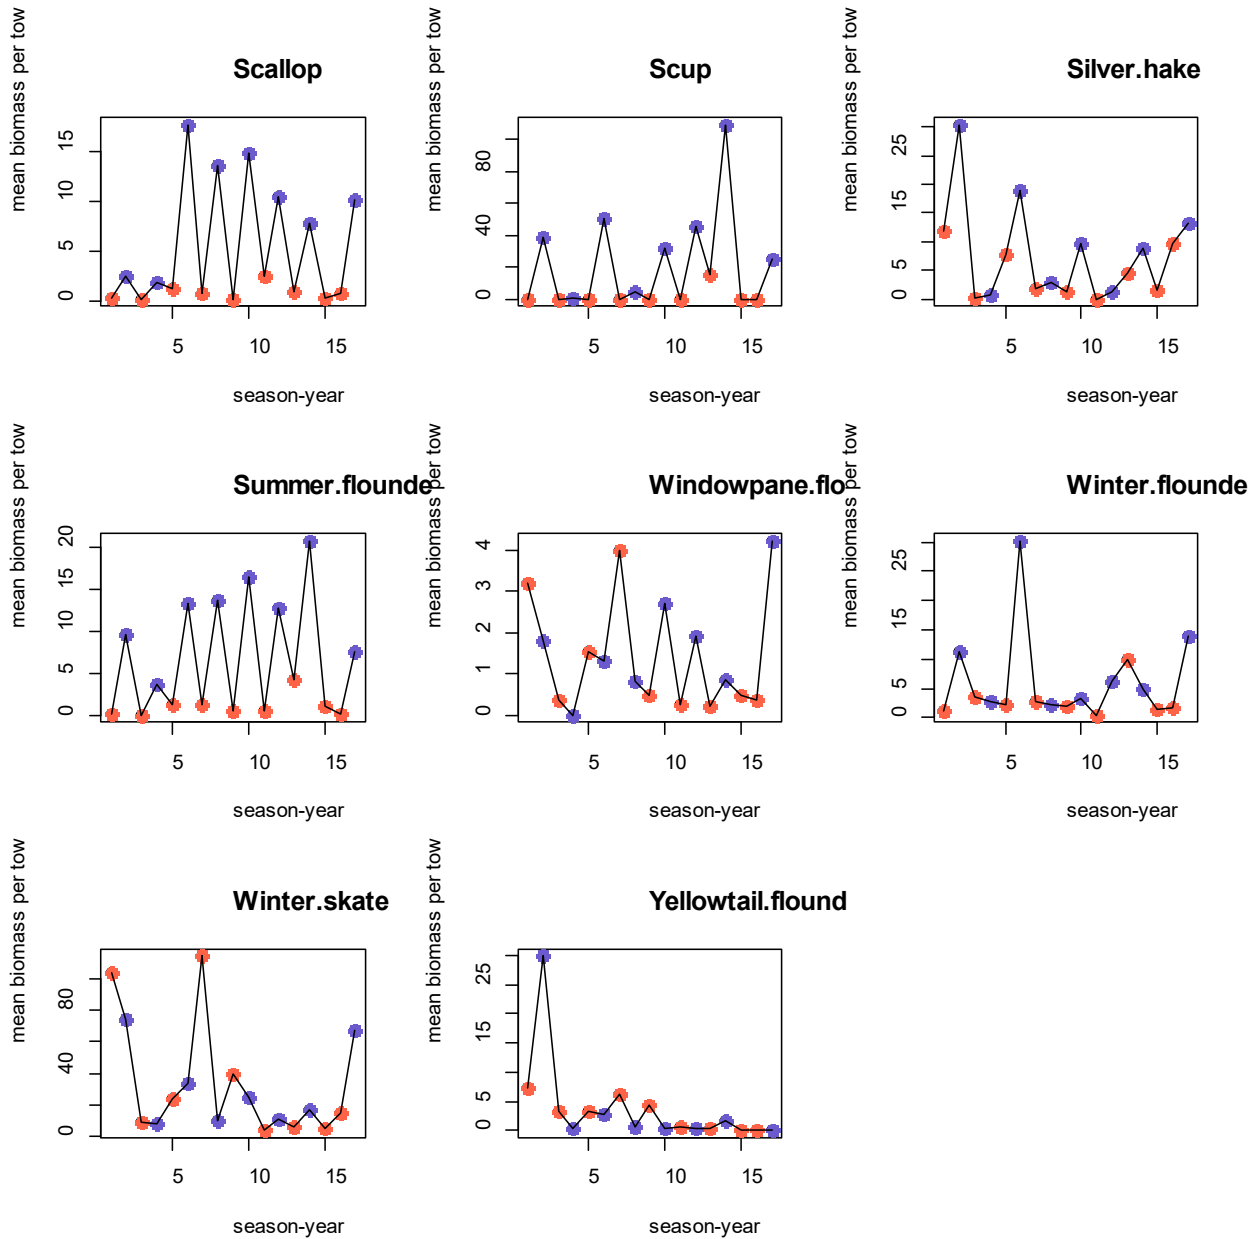 Scallop
mean biomass per tow
15
10
5
0
5 10 15
season-year
Scup
mean biomass per tow
80
40
0
5 10 15
season-year
Silver.hake
mean biomass per tow
25
15
5
0
5 10 15
season-year
Summer.flounde
mean biomass per tow
20
15
10
5
0
5 10 15
season-year
Windowpane.flo
mean biomass per tow
4
3
2
1
0
5 10 15
season-year
Winter.flounde
mean biomass per tow
25
15
5
0
5 10 15
season-year
Winter.skate
mean biomass per tow
80
40
0
5 10 15
season-year
Yellowtail.flound
mean biomass per tow
25
15
5
0
5 10 15
season-year